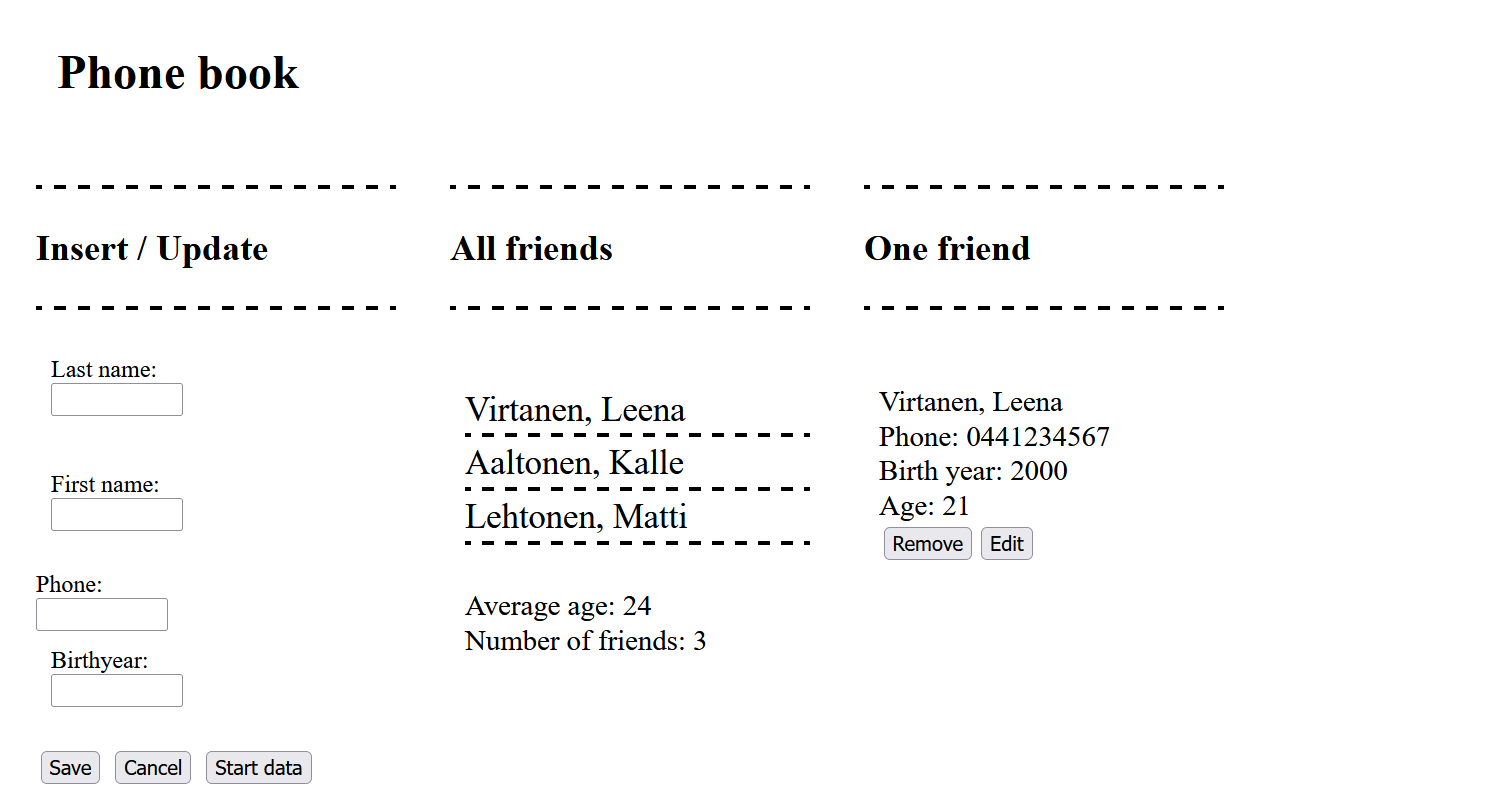 Phone book
Insert / Update
Last name:
First name:
Phone:
Birthyear:
Save Cancel Start data
All friends
Virtanen, Leena
Aaltonen, Kalle
Lehtonen, Matti
Average age: 24
Number of friends: 3
One friend
Virtanen, Leena
Phone: 0441234567
Birth year: 2000
Age: 21
Remove Edit